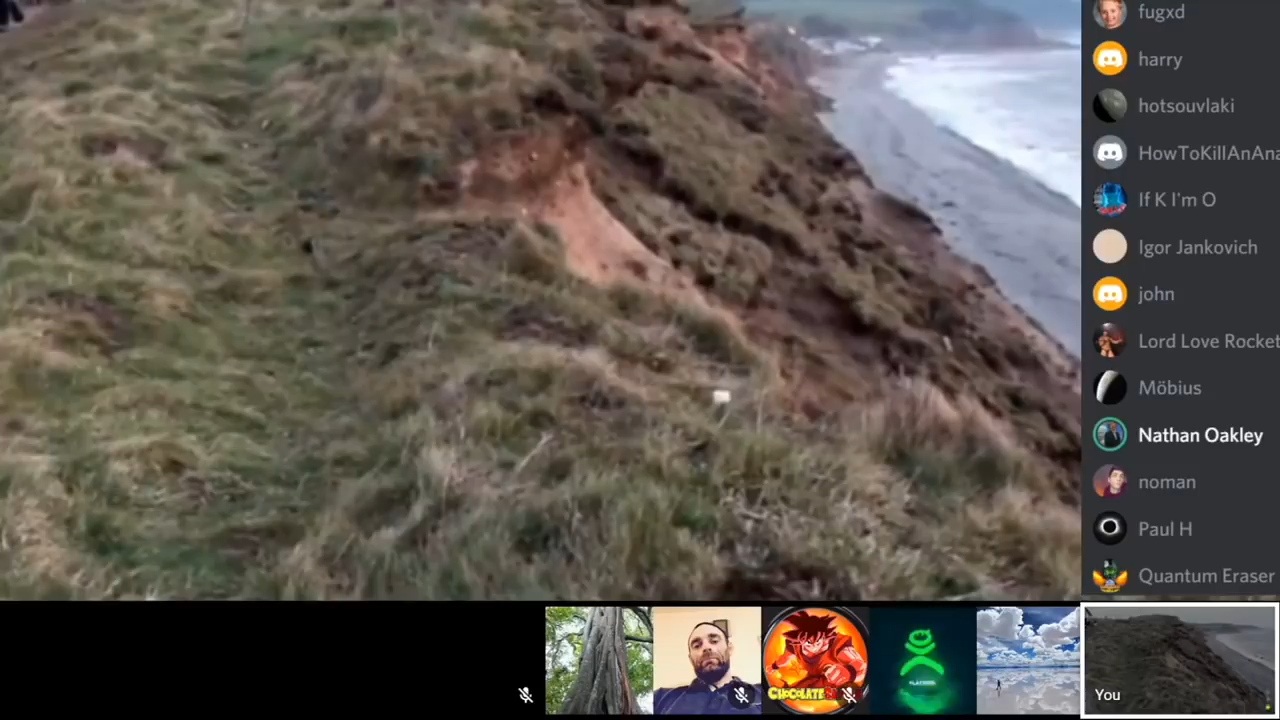 fugxd
harry
hotsouvlaki
HowToKillAnAna
If K I'm O
Igor Jankovich
john
Lord Love Rocket
Möbius
Nathan Oakley
noman
Paul H
Quantum Eraser
You